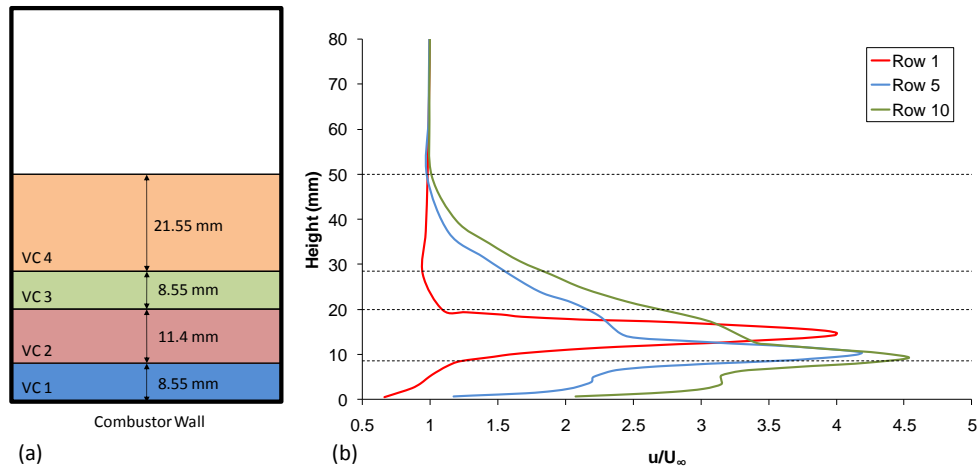 VC 4
21.55 mm
VC 3
8.55 mm
VC 2
11.4 mm
VC 1
8.55 mm
Combustor Wall
(a)
Height (mm)
80
70
60
50
40
30
20
10
0
0.5 1 1.5 2 2.5 3 3.5 4 4.5 5
u/U∞
Row 1
Row 5
Row 10
(b)